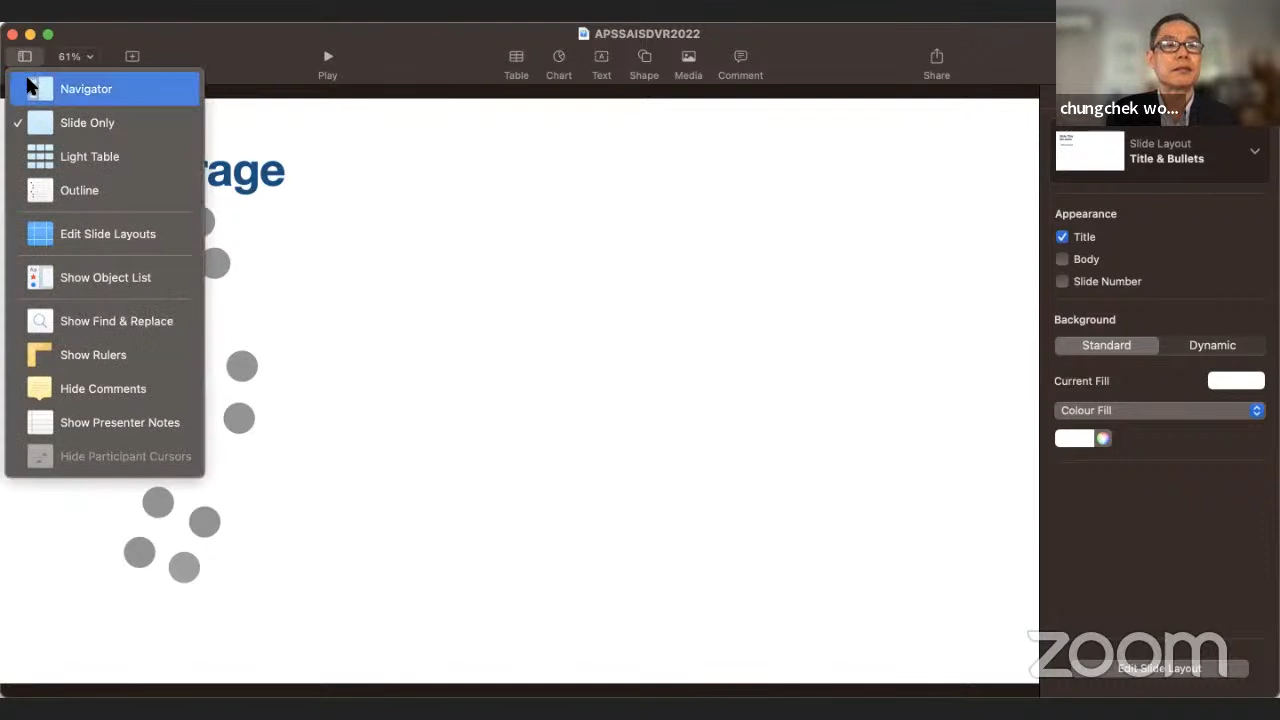 APSSAISDVR2022
61%
Play
Table
Chart
Text
Shape
Media
Comment
Share
chungchek wo...
Navigator
Slide Only
Light Table
Outline
Edit Slide Layouts
Show Object List
Show Find & Replace
Show Rulers
Hide Comments
Show Presenter Notes
Hide Participant Cursors
rage
Slide Layout
Title & Bullets
Appearance
Title
Body
Slide Number
Background
Standard
Dynamic
Current Fill
Colour Fill
Edit Slide Layout
zoom